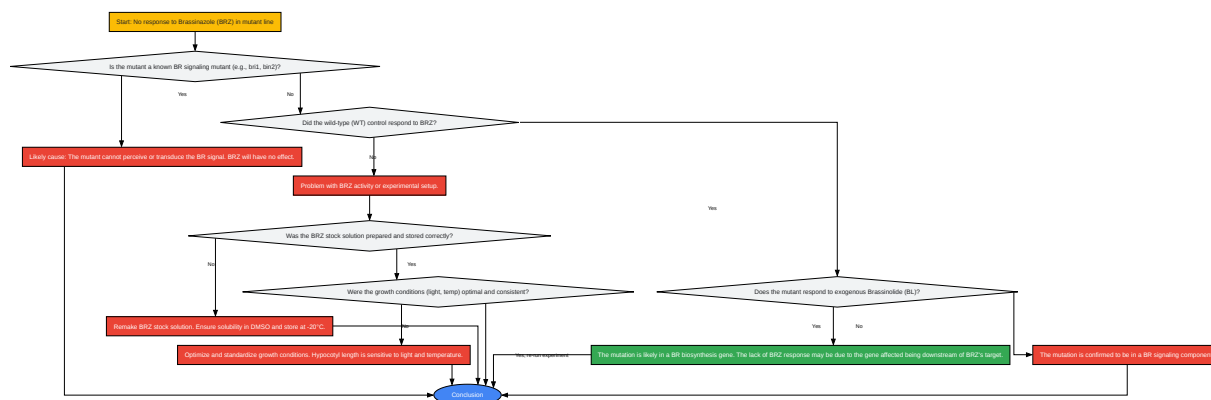 Start: No response to Brassinazole (BRZ) in mutant line
Is the mutant a known BR signaling mutant (e.g., bri1, bin2)?
Yes
No
Did the wild-type (WT) control respond to BRZ?
Likely cause: The mutant cannot perceive or transduce the BR signal. BRZ will have no effect.
No
Problem with BRZ activity or experimental setup.
Yes
Was the BRZ stock solution prepared and stored correctly?
No
Yes
Were the growth conditions (light, temp) optimal and consistent?
Does the mutant respond to exogenous Brassinolide (BL)?
Remake BRZ stock solution. Ensure solubility in DMSO and store at -20°C.
No
Yes
No
Optimize and standardize growth conditions. Hypocotyl length is sensitive to light and temperature.
Yes, re-run experiment
The mutation is likely in a BR biosynthesis gene. The lack of BRZ response may be due to the gene affected being downstream of BRZ's target.
The mutation is confirmed to be in a BR signaling component
Conclusion